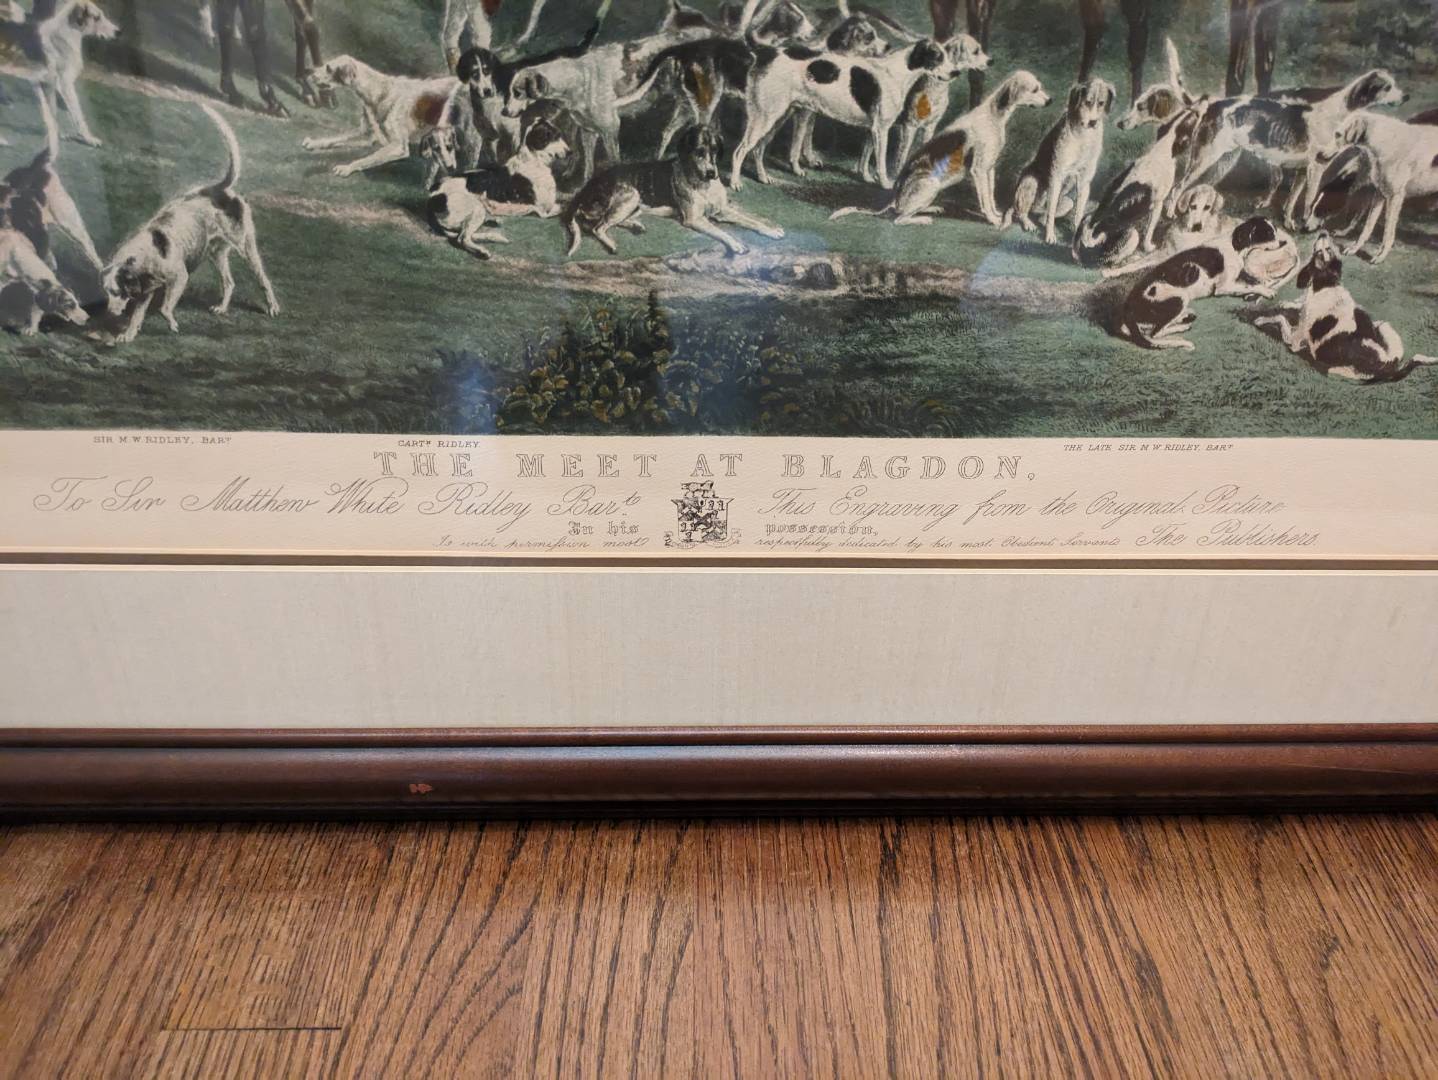 SIR M. W. RIDLEY, BART. CAPTN RIDLEY. THE LATE SIR M W RIDLEY, BART.
THE MEET AT BLAGDON,
To Sir Matthew White Ridley Bart. This Engraving from the Original Picture
In his possession,
Is with permission most respectfully dedicated by his most Obedient Servants The Publishers.